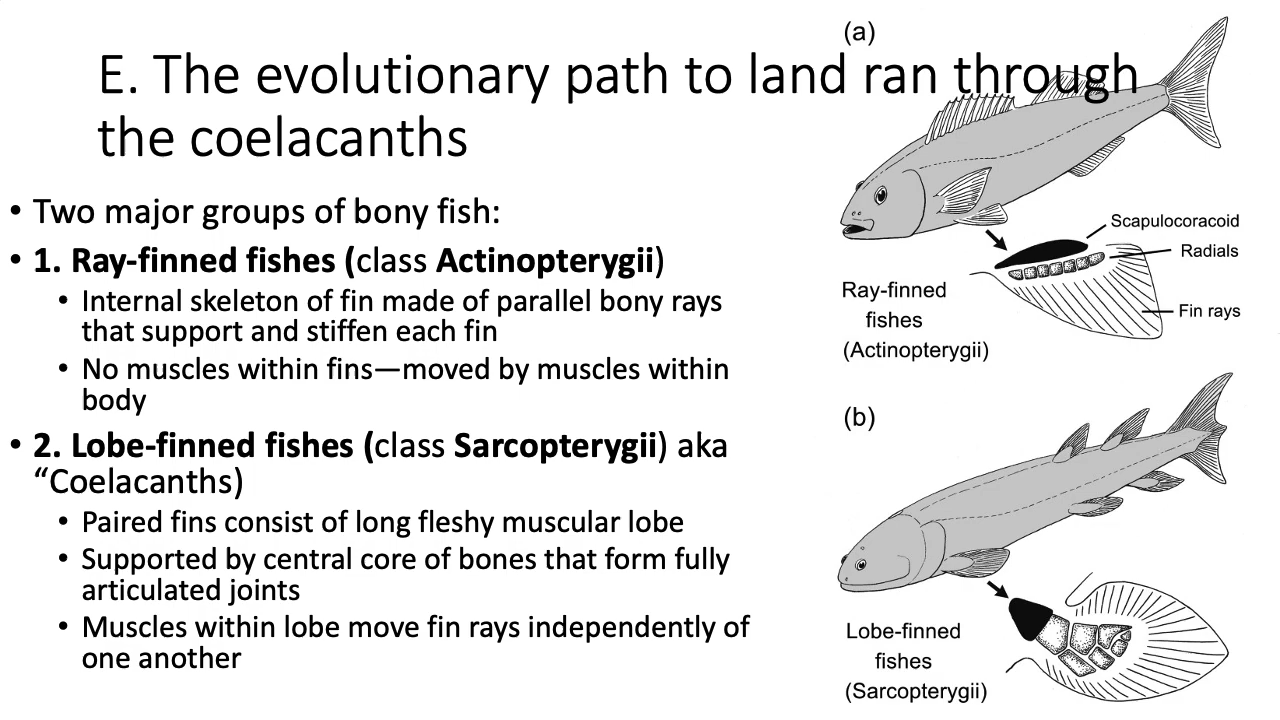 E. The evolutionary path to land ran through
the coelacanths
• Two major groups of bony fish:
• 1. Ray-finned fishes (class Actinopterygii)
• Internal skeleton of fin made of parallel bony rays
that support and stiffen each fin
• No muscles within fins—moved by muscles within
body
• 2. Lobe-finned fishes (class Sarcopterygii) aka
“Coelacanths)
• Paired fins consist of long fleshy muscular lobe
• Supported by central core of bones that form fully
articulated joints
• Muscles within lobe move fin rays independently of
one another
(a)
Scapulocoracoid
Radials
Fin rays
Ray-finned
fishes
(Actinopterygii)
(b)
Lobe-finned
fishes
(Sarcopterygii)